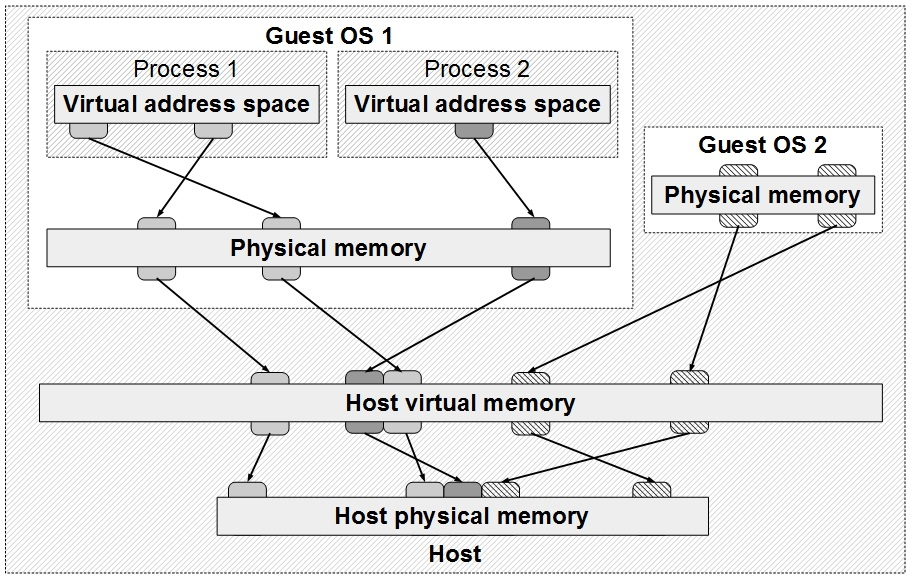 Guest OS 1
Process 1
Virtual address space
Process 2
Virtual address space
Physical memory
Guest OS 2
Physical memory
Host virtual memory
Host physical memory
Host